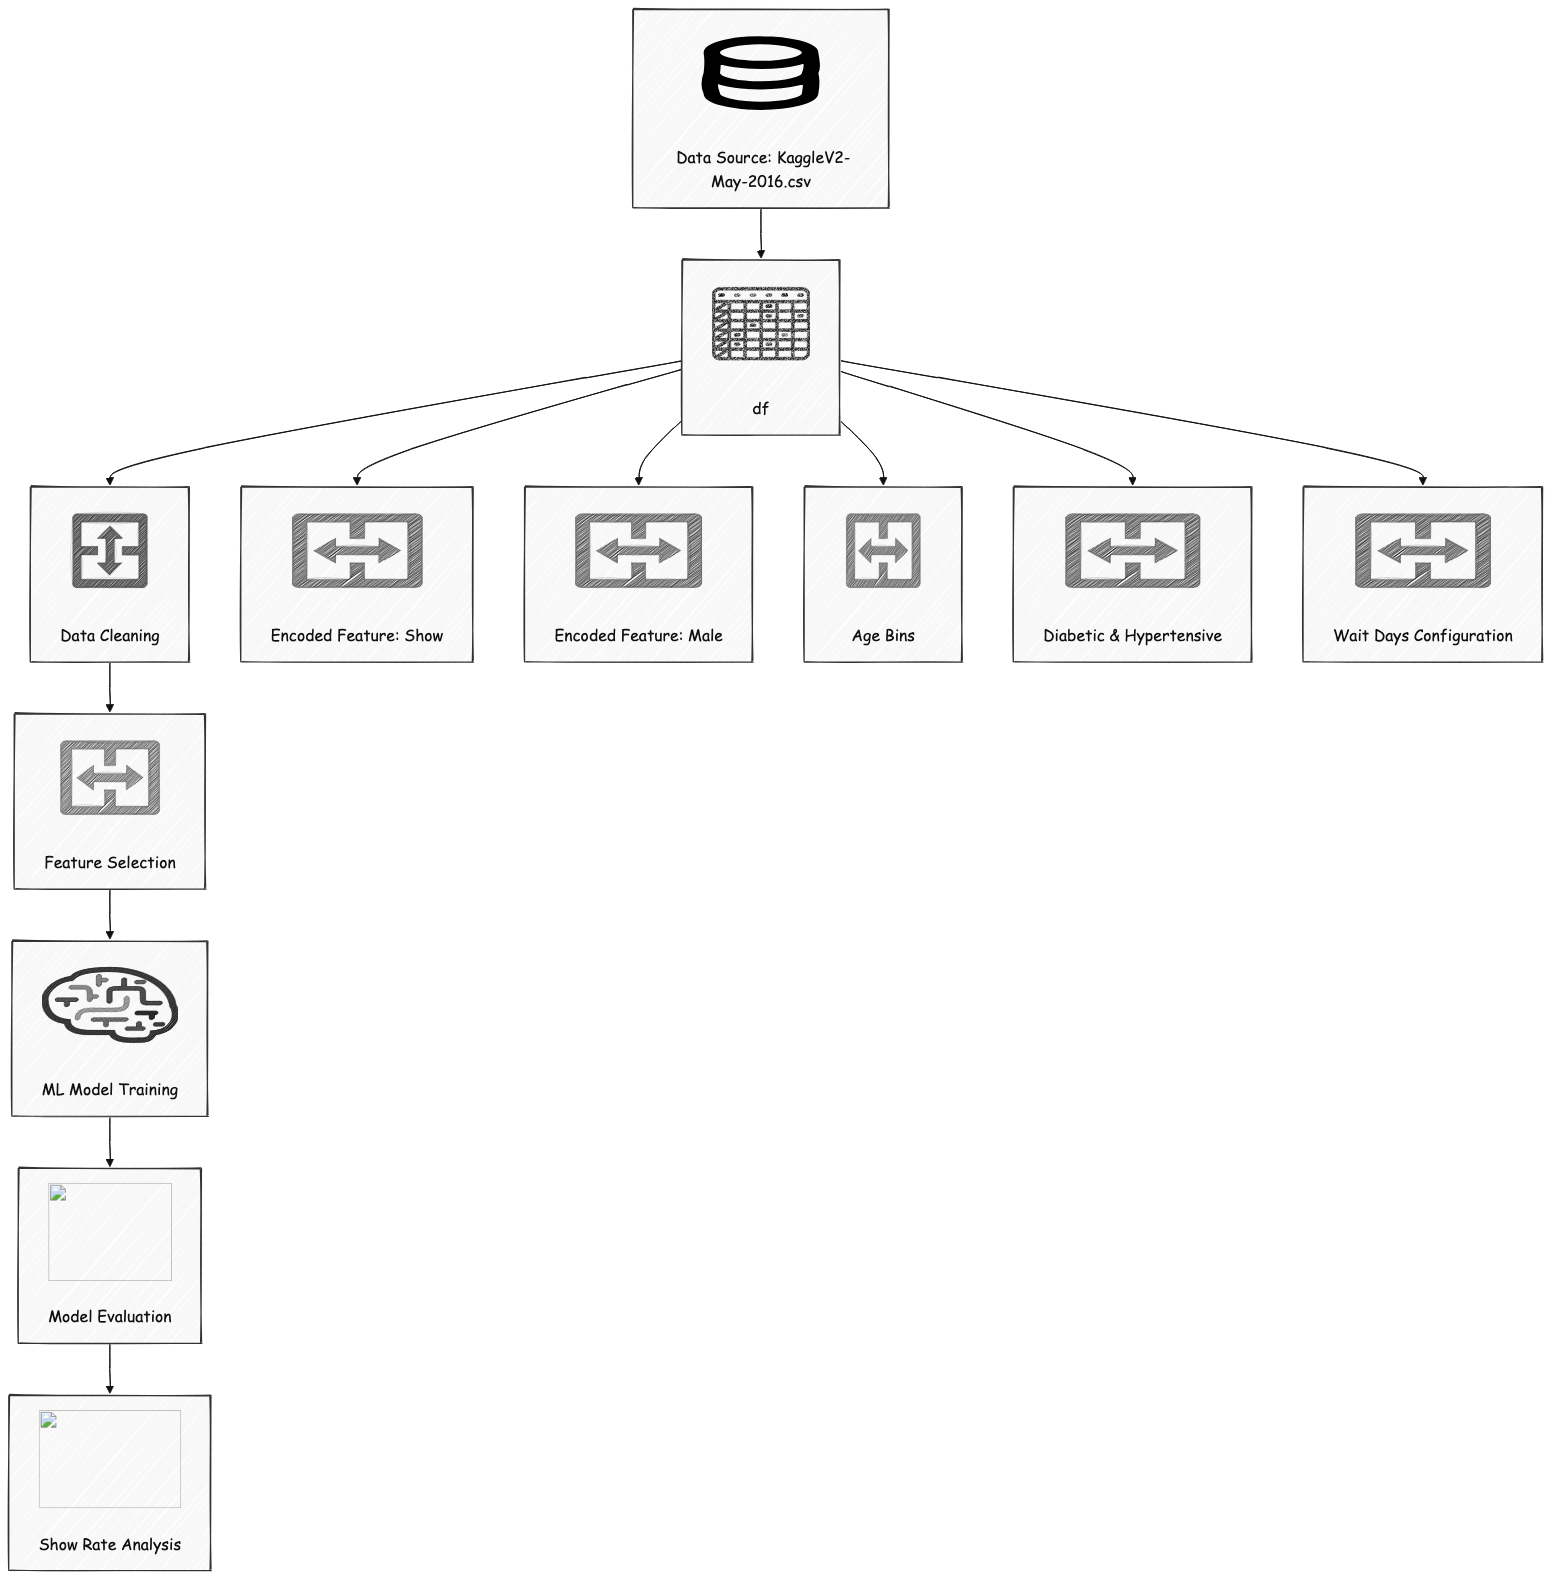 Data Source: KaggleV2-
May-2016.csv
df
Data Cleaning
Encoded Feature: Show
Encoded Feature: Male
Age Bins
Diabetic & Hypertensive
Wait Days Configuration
Feature Selection
ML Model Training
Model Evaluation
Show Rate Analysis